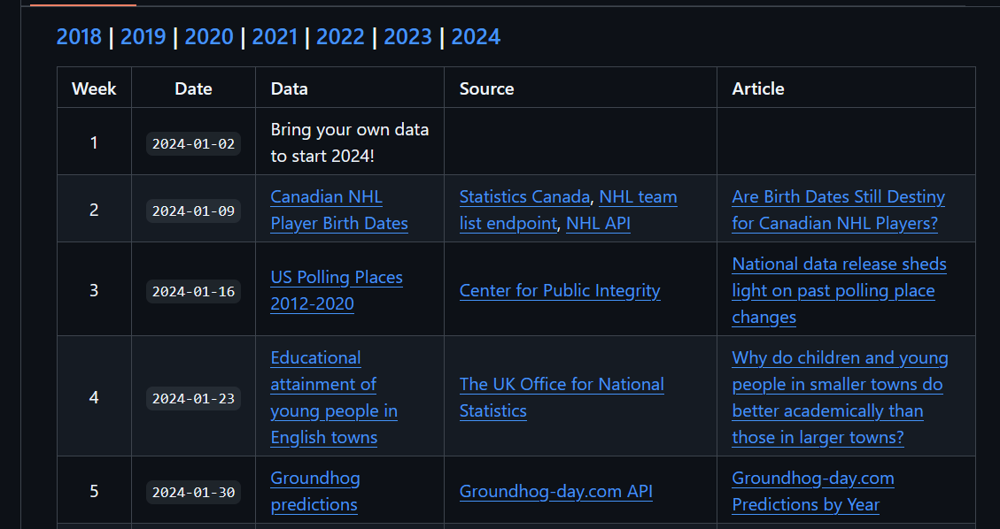 2018 | 2019 | 2020 | 2021 | 2022 | 2023 | 2024
Week Date Data Source Article
1 2024-01-02 Bring your own data
to start 2024!
2 2024-01-09 Canadian NHL
Player Birth Dates
Statistics Canada, NHL team
list endpoint, NHL API
Are Birth Dates Still Destiny
for Canadian NHL Players?
3 2024-01-16 US Polling Places
2012-2020
Center for Public Integrity
National data release sheds
light on past polling place
changes
4 2024-01-23 Educational
attainment of
young people in
English towns
The UK Office for National
Statistics
Why do children and young
people in smaller towns do
better academically than
those in larger towns?
5 2024-01-30 Groundhog
predictions
Groundhog-day.com API
Groundhog-day.com
Predictions by Year